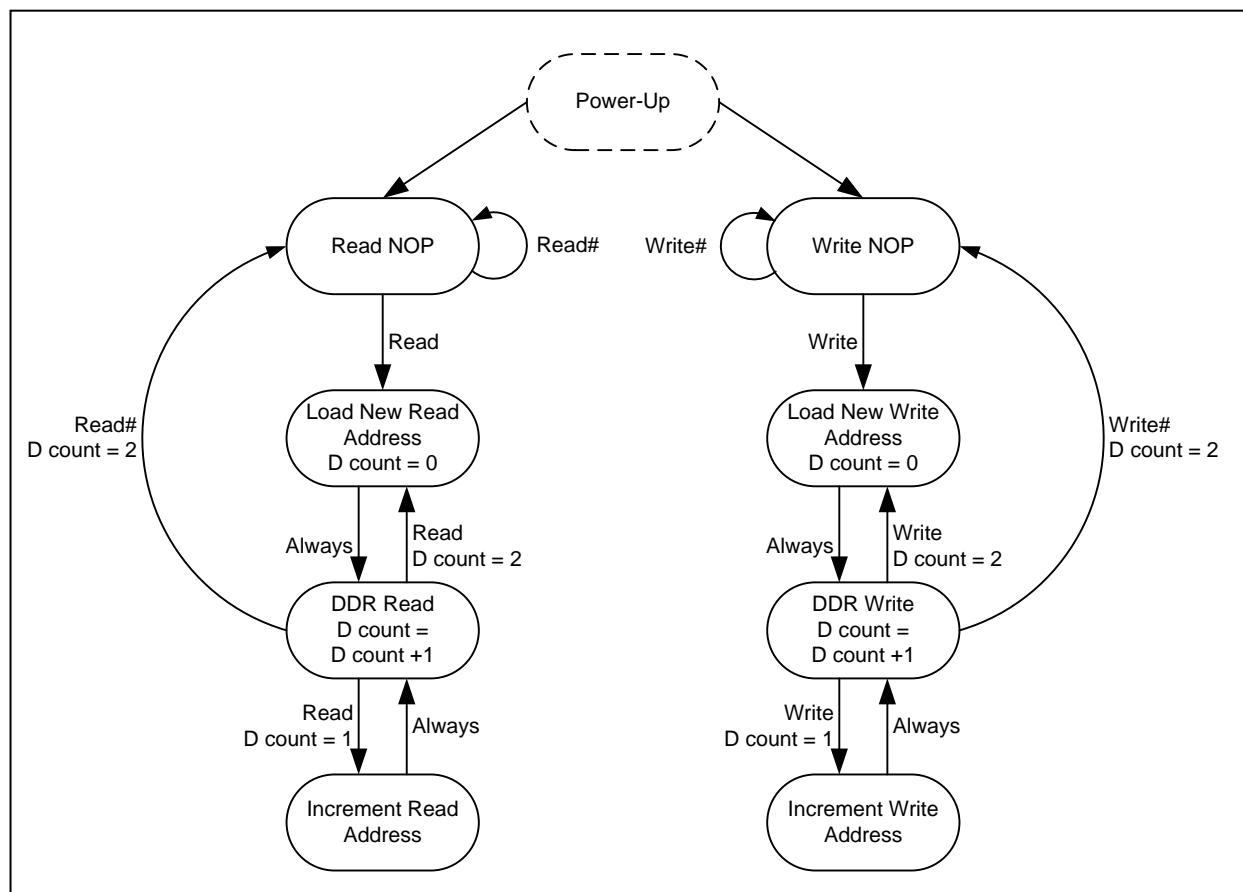 Power-Up
Read NOP
Read#
Write#
Write NOP
Read
Write
Load New Read
Address
D count = 0
Load New Write
Address
D count = 0
Read#
D count = 2
Write#
D count = 2
Always
Read
D count = 2
Always
Write
D count = 2
DDR Read
D count =
D count +1
DDR Write
D count =
D count +1
Read
D count = 1
Always
Write
D count = 1
Always
Increment Read
Address
Increment Write
Address